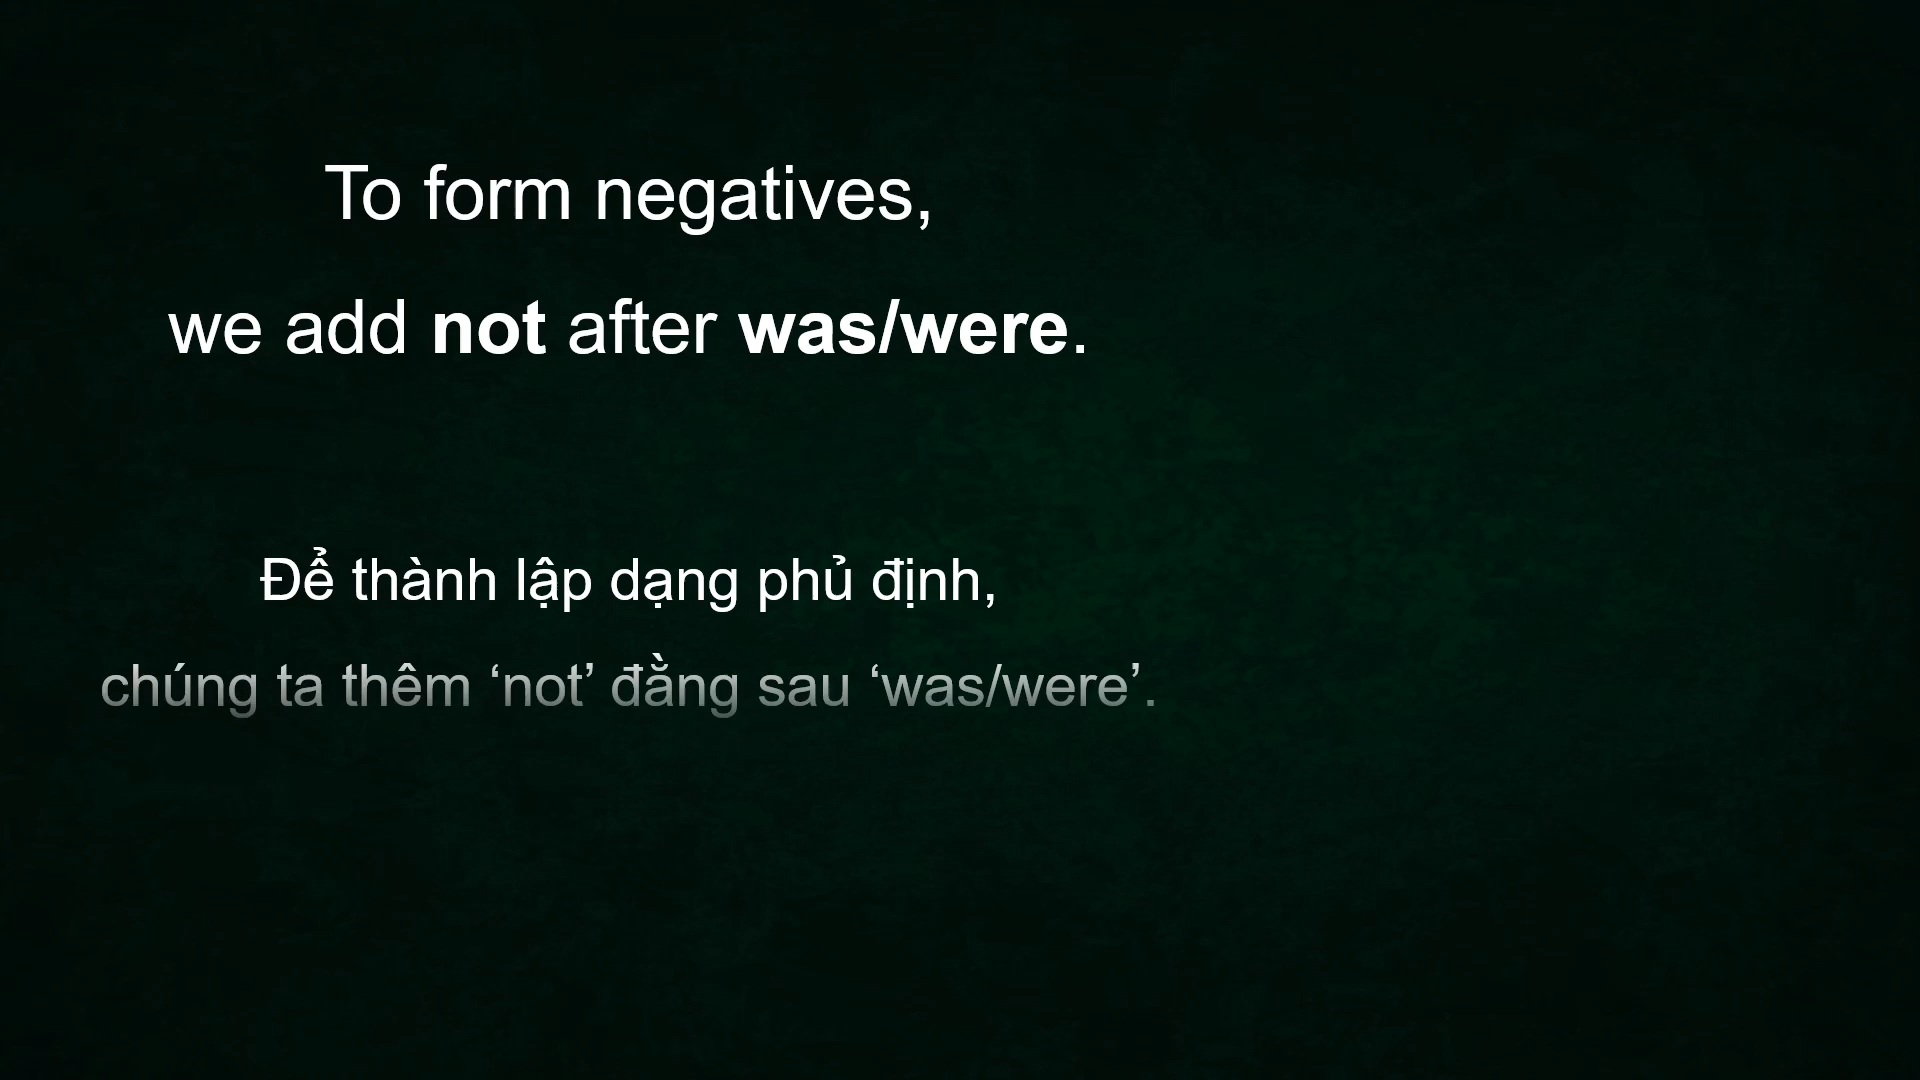 To form negatives,
we add not after was/were.
Để thành lập dạng phủ định,
chúng ta thêm ‘not’ đằng sau ‘was/were’.